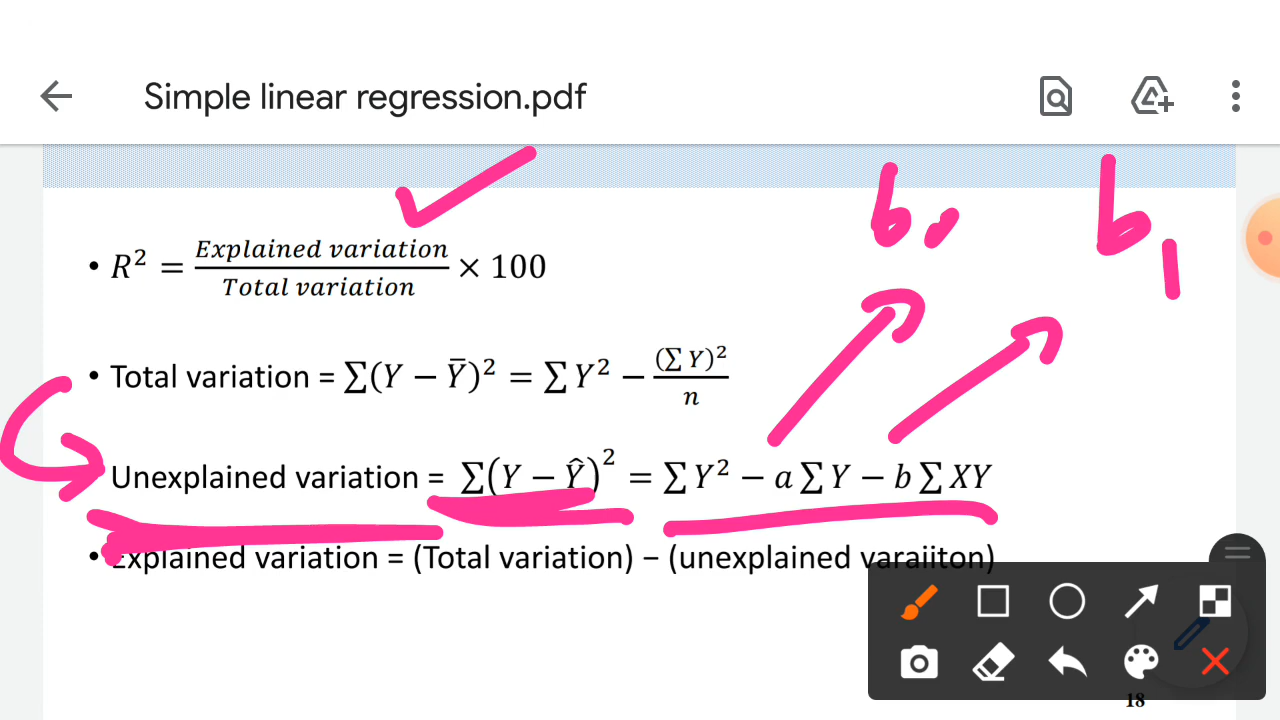 Simple linear regression.pdf
b₀ b₁
• R² = Explained variation / Total variation × 100
• Total variation = ∑(Y − Ȳ)² = ∑Y² − (∑Y)² / n
Unexplained variation = ∑(Y − Ŷ)² = ∑Y² − a∑Y − b∑XY
• Explained variation = (Total variation) − (unexplained varaiiton)
18